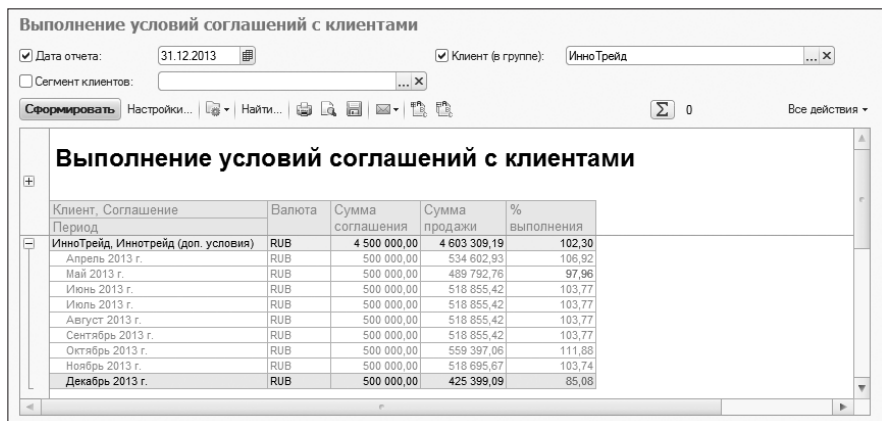 Выполнение условий соглашений с клиентами
Дата отчета: 31.12.2013 Клиент (в группе): ИнноТрейд ... X
Сегмент клиентов: ... X
Сформировать Настройки... Найти... Σ 0 Все действия
Выполнение условий соглашений с клиентами
Клиент, Соглашение Валюта Сумма соглашения Сумма продажи % выполнения
Период
ИнноТрейд, Иннотрейд (доп. условия) RUB 4 500 000,00 4 603 309,19 102,30
Апрель 2013 г. RUB 500 000,00 534 602,93 106,92
Май 2013 г. RUB 500 000,00 489 792,76 97,96
Июнь 2013 г. RUB 500 000,00 518 855,42 103,77
Июль 2013 г. RUB 500 000,00 518 855,42 103,77
Август 2013 г. RUB 500 000,00 518 855,42 103,77
Сентябрь 2013 г. RUB 500 000,00 518 855,42 103,77
Октябрь 2013 г. RUB 500 000,00 559 397,06 111,88
Ноябрь 2013 г. RUB 500 000,00 518 695,67 103,74
Декабрь 2013 г. RUB 500 000,00 425 399,09 85,08